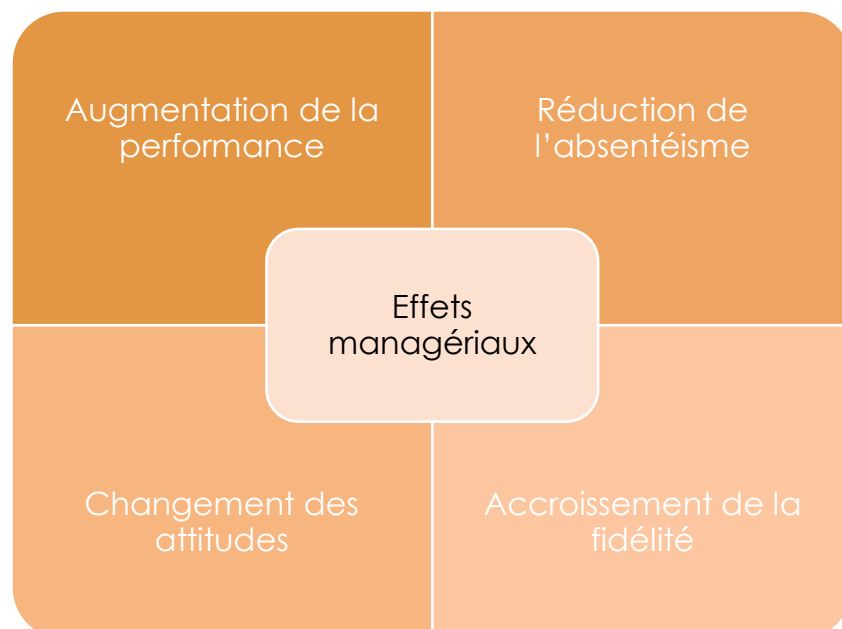 Augmentation de la
performance
Réduction de
l’absentéisme
Effets
managériaux
Changement des
attitudes
Accroissement de la
fidélité